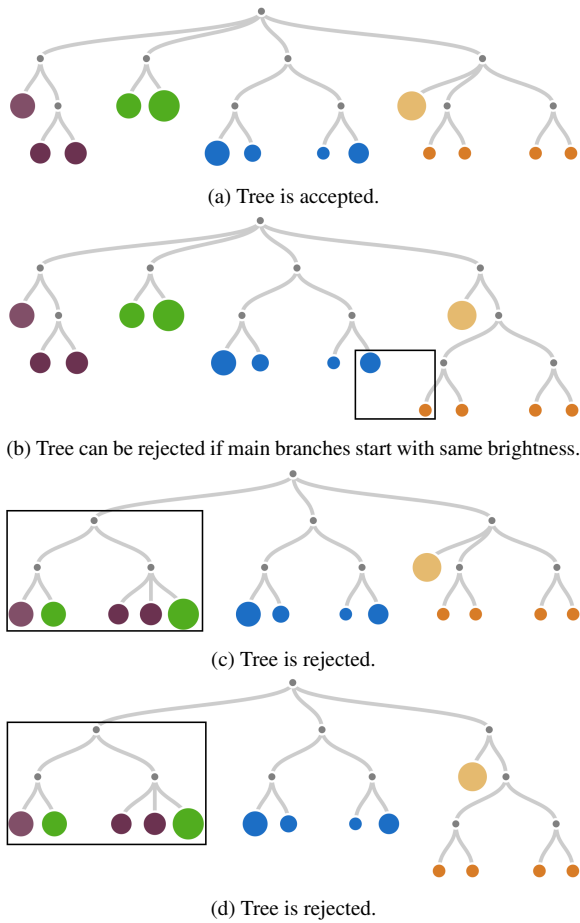 (a) Tree is accepted.
(b) Tree can be rejected if main branches start with same brightness.
(c) Tree is rejected.
(d) Tree is rejected.